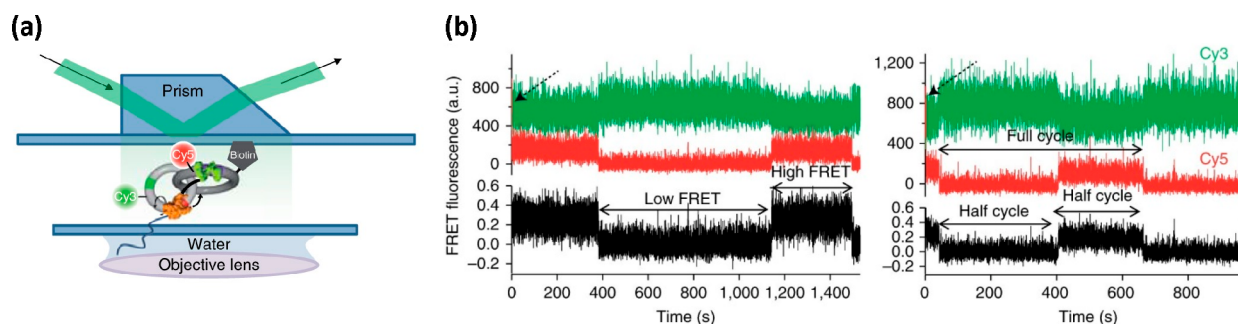 (a)
Prism
Cy5
Biotin
Cy3
Water
Objective lens
(b)
FRET fluorescence (a.u.)
800
400
0
0.6
0.4
0.2
0.0
−0.2
Low FRET
High FRET
0 200 400 600 800 1,000 1,200 1,400
Time (s)
1,200
800
400
0
Cy3
Full cycle
Cy5
0.6
0.4
0.2
0.0
−0.2
Half cycle
Half cycle
0 200 400 600 800
Time (s)